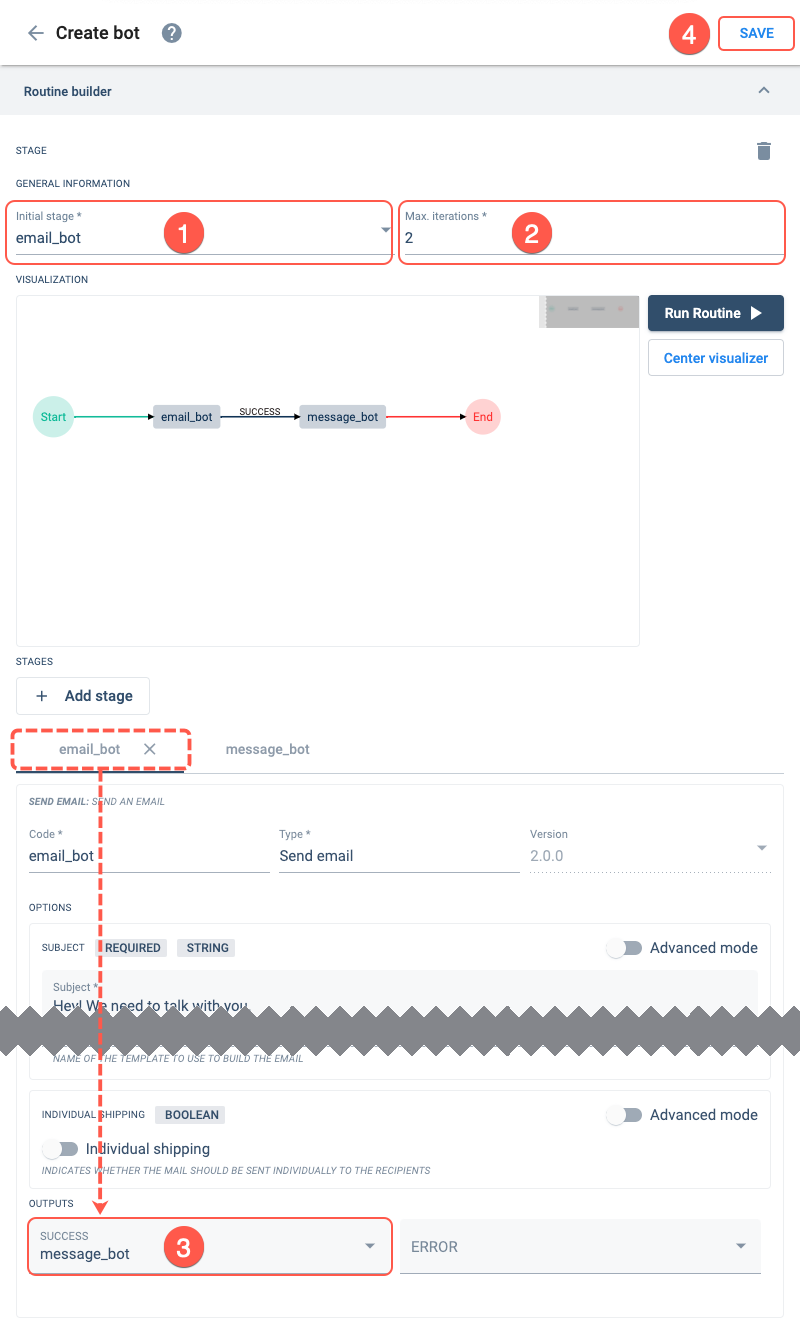 Create bot ?
4 SAVE
Routine builder
STAGE
GENERAL INFORMATION
Initial stage *
email_bot
1
Max. iterations *
2
2
VISUALIZATION
Run Routine
Center visualizer
Start email_bot SUCCESS message_bot End
STAGES
+ Add stage
email_bot message_bot
SEND EMAIL: SEND AN EMAIL
Code * Type * Version
email_bot Send email 2.0.0
OPTIONS
SUBJECT REQUIRED STRING Advanced mode
Subject *
Hey! We need to talk with you
NAME OF THE TEMPLATE TO USE TO BUILD THE EMAIL
INDIVIDUAL SHIPPING BOOLEAN Advanced mode
Individual shipping
INDICATES WHETHER THE MAIL SHOULD BE SENT INDIVIDUALLY TO THE RECIPIENTS
OUTPUTS
SUCCESS
message_bot
3
ERROR